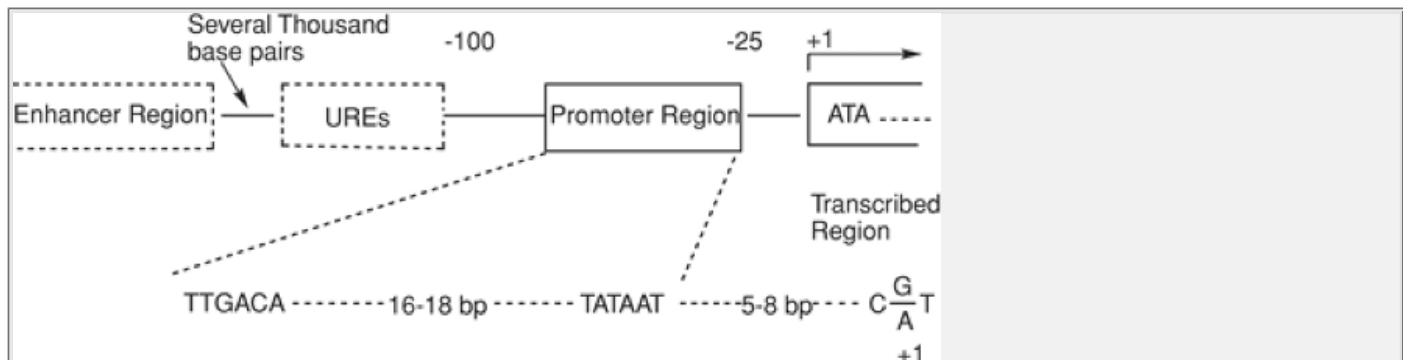 Several Thousand
base pairs
-100
-25
+1
Enhancer Region
UREs
Promoter Region
ATA
Transcribed
Region
TTGACA
16-18 bp
TATAAT
5-8 bp
C G/A T
+1